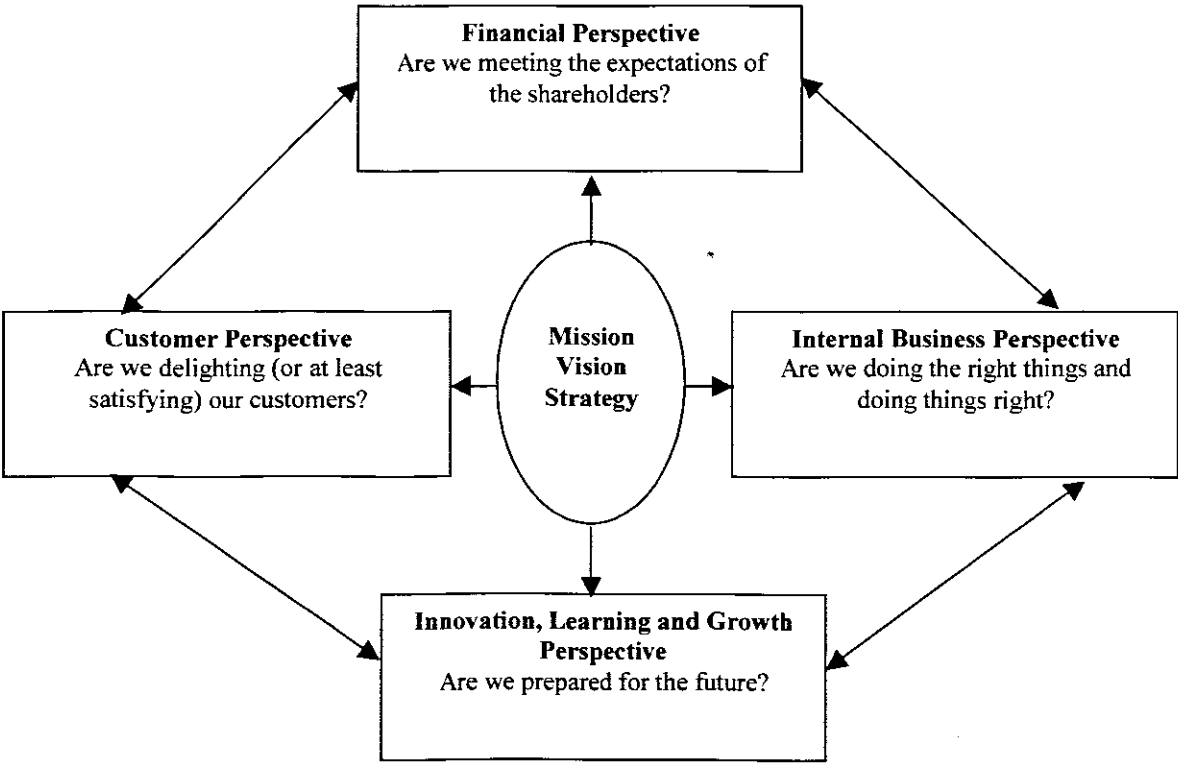 Financial Perspective
Are we meeting the expectations of
the shareholders?
Customer Perspective
Are we delighting (or at least
satisfying) our customers?
Mission
Vision
Strategy
Internal Business Perspective
Are we doing the right things and
doing things right?
Innovation, Learning and Growth
Perspective
Are we prepared for the future?